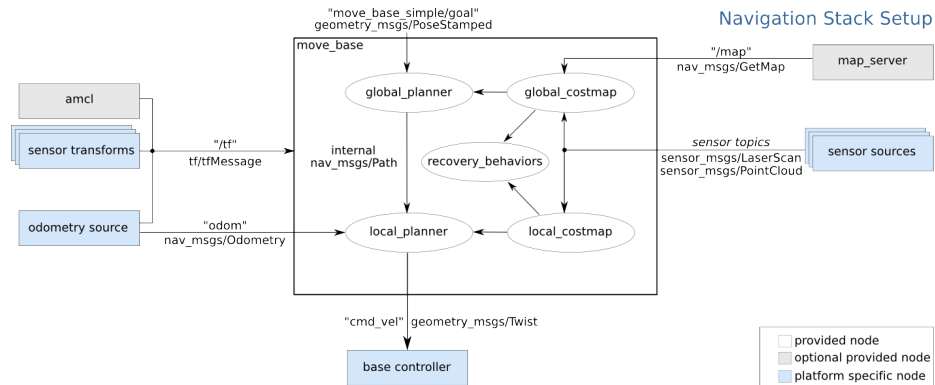 Navigation Stack Setup
"move_base_simple/goal"
geometry_msgs/PoseStamped
move_base
"/map"
nav_msgs/GetMap
map_server
global_planner
global_costmap
amcl
sensor transforms
"/tf"
tf/tfMessage
internal
nav_msgs/Path
recovery_behaviors
sensor topics
sensor_msgs/LaserScan
sensor_msgs/PointCloud
sensor sources
odometry source
"odom"
nav_msgs/Odometry
local_planner
local_costmap
"cmd_vel" geometry_msgs/Twist
base controller
provided node
optional provided node
platform specific node